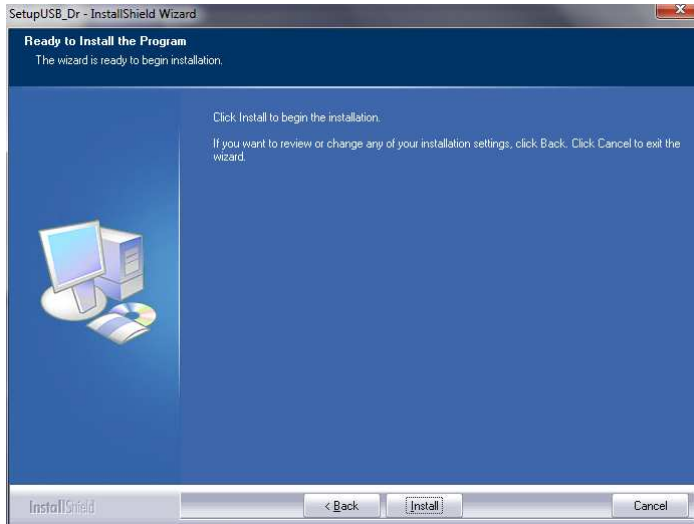 SetupUSB_Dr - InstallShield Wizard
Ready to Install the Program
The wizard is ready to begin installation.
Click Install to begin the installation.
If you want to review or change any of your installation settings, click Back. Click Cancel to exit the
wizard.
InstallShield
< Back
Install
Cancel